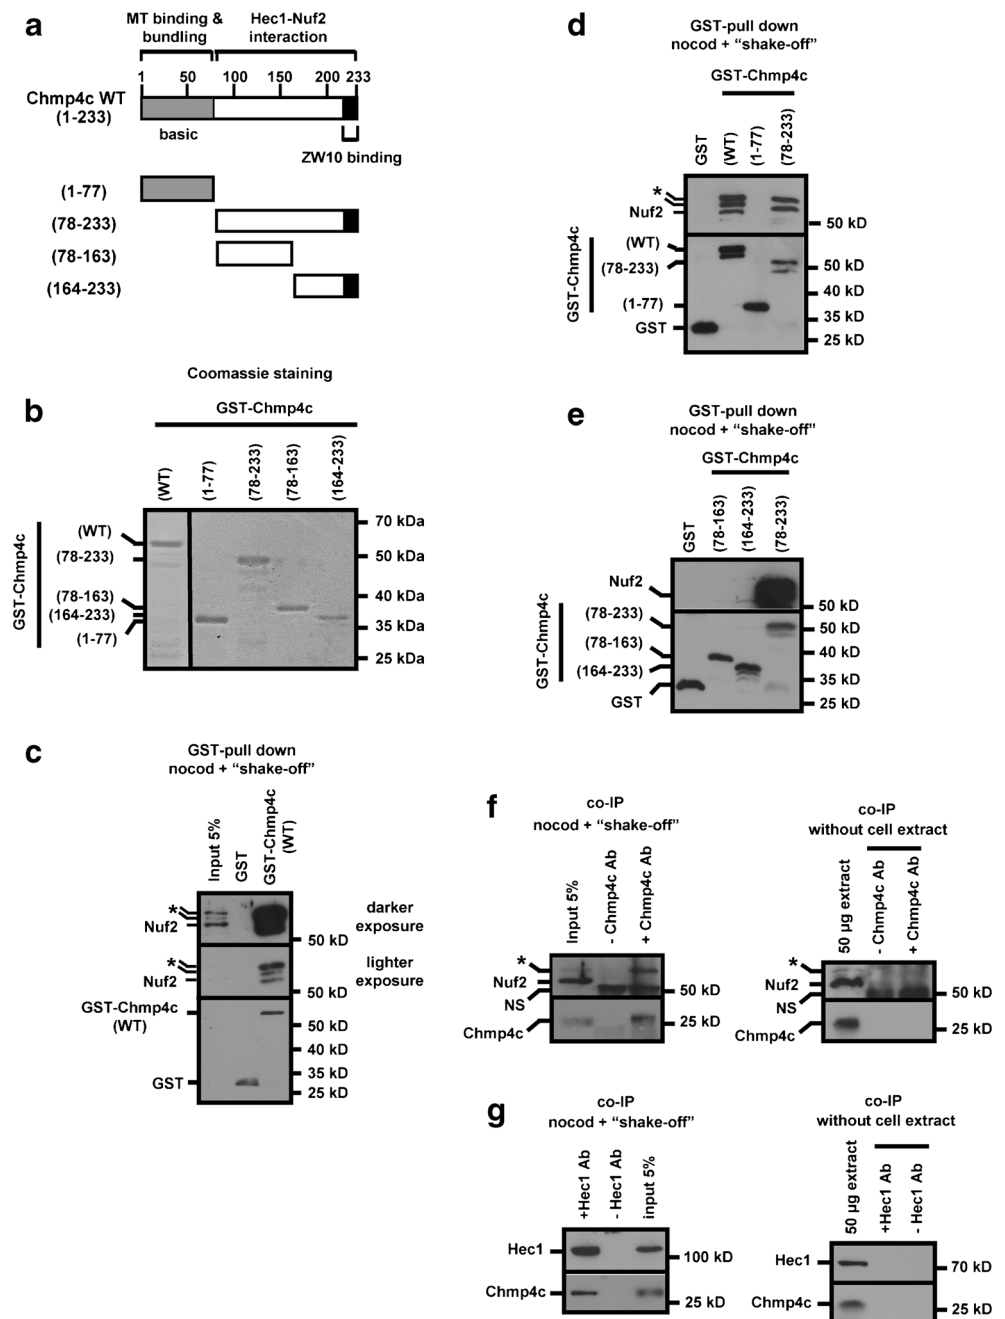 a
MT binding &
bundling
Hec1-Nuf2
interaction
1 50 100 150 200 233
Chmp4c WT
(1-233)
basic
ZW10 binding
(1-77)
(78-233)
(78-163)
(164-233)
Coomassie staining
b
GST-Chmp4c
(WT)
(1-77)
(78-233)
(78-163)
(164-233)
GST-Chmp4c
(WT)
(78-233)
(78-163)
(164-233)
(1-77)
70 kDa
50 kDa
40 kDa
35 kDa
25 kDa
c
GST-pull down
nocod + “shake-off”
Input 5%
GST
GST-Chmp4c
(WT)
*
Nuf2
darker
exposure
50 kD
*
Nuf2
lighter
exposure
50 kD
GST-Chmp4c
(WT)
GST
50 kD
40 kD
35 kD
25 kD
d
GST-pull down
nocod + “shake-off”
GST-Chmp4c
GST
(WT)
(1-77)
(78-233)
*
Nuf2
50 kD
GST-Chmp4c
(WT)
(78-233)
(1-77)
GST
50 kD
40 kD
35 kD
25 kD
e
GST-pull down
nocod + “shake-off”
GST-Chmp4c
GST
(78-163)
(164-233)
(78-233)
Nuf2
50 kD
GST-Chmp4c
(78-233)
(78-163)
(164-233)
GST
50 kD
40 kD
35 kD
25 kD
f
co-IP
nocod + “shake-off”
Input 5%
- Chmp4c Ab
+ Chmp4c Ab
*
Nuf2
NS
Chmp4c
50 kD
25 kD
co-IP
without cell extract
50 µg extract
- Chmp4c Ab
+ Chmp4c Ab
*
Nuf2
NS
Chmp4c
50 kD
25 kD
g
co-IP
nocod + “shake-off”
+Hec1 Ab
- Hec1 Ab
input 5%
Hec1
Chmp4c
100 kD
25 kD
co-IP
without cell extract
50 µg extract
+Hec1 Ab
- Hec1 Ab
Hec1
Chmp4c
70 kD
25 kD